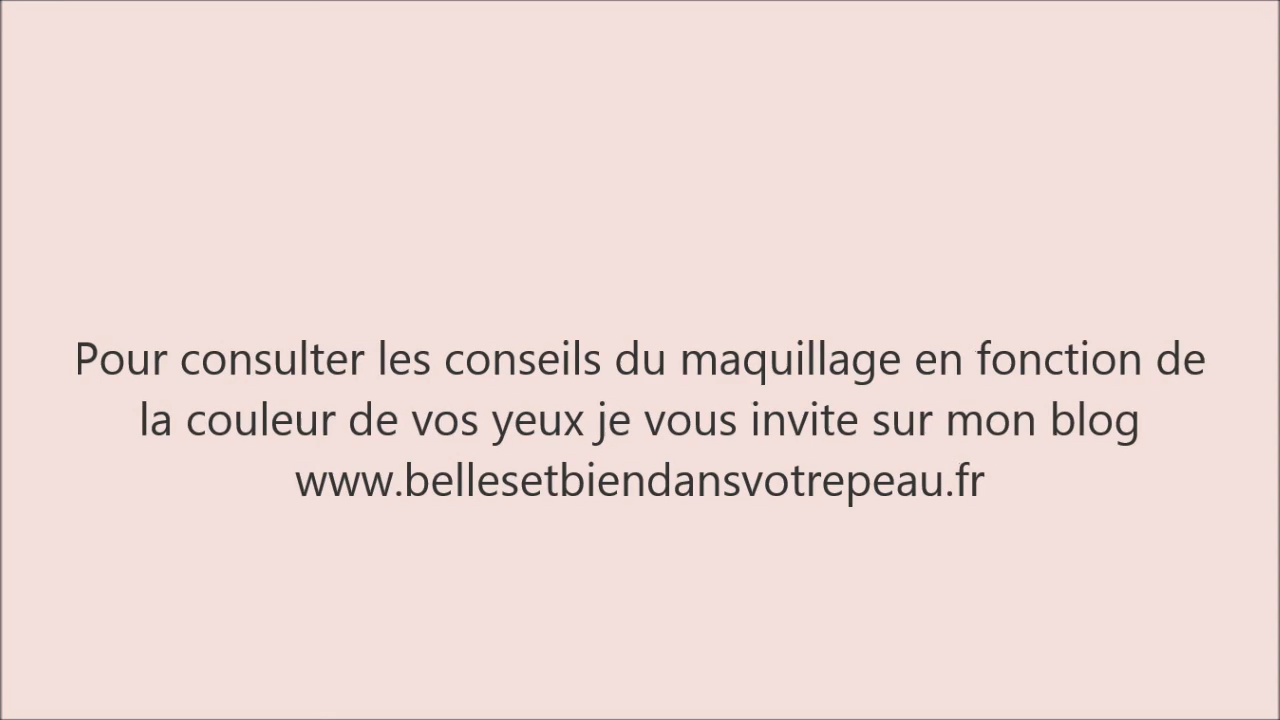 Pour consulter les conseils du maquillage en fonction de
la couleur de vos yeux je vous invite sur mon blog
www.bellesetbiendansvotrepeau.fr